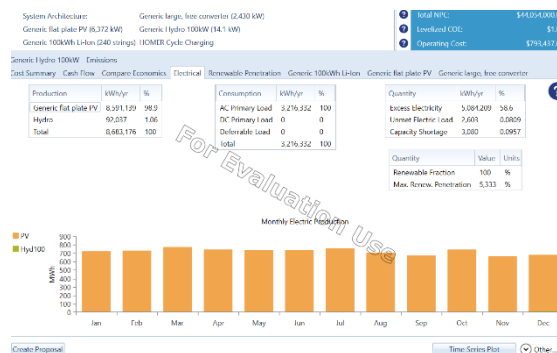 System Architecture: Generic large, free converter (2,430 kW)
Generic flat plate PV (6,372 kW) Generic Hydro 100kW (14.1 kW)
Generic 100kWh Li-Ion (240 strings) HOMER Cycle Charging
Total NPC: $44,054,000
Levelized COE: $1.
Operating Cost: $793,437
Generic Hydro 100kW Emissions
Cost Summary Cash Flow Compare Economics Electrical Renewable Penetration Generic 100kWh Li-Ion Generic flat plate PV Generic large, free converter
Production kWh/yr %
Generic flat plate PV 8,591,139 98.9
Hydro 92,037 1.06
Total 8,683,176 100
Consumption kWh/yr %
AC Primary Load 3,216,332 100
DC Primary Load 0 0
Deferrable Load 0 0
Total 3,216,332 100
Quantity kWh/yr %
Excess Electricity 5,084,209 58.6
Unmet Electric Load 2,603 0.0809
Capacity Shortage 3,080 0.0957
Quantity Value Units
Renewable Fraction 100 %
Max. Renew. Penetration 5,333 %
For Evaluation Use
Monthly Electric Production
PV
Hyd100
MWh
900
800
700
600
500
400
300
200
100
0
Jan Feb Mar Apr May Jun Jul Aug Sep Oct Nov Dec
Create Proposal Time Series Plot Other...